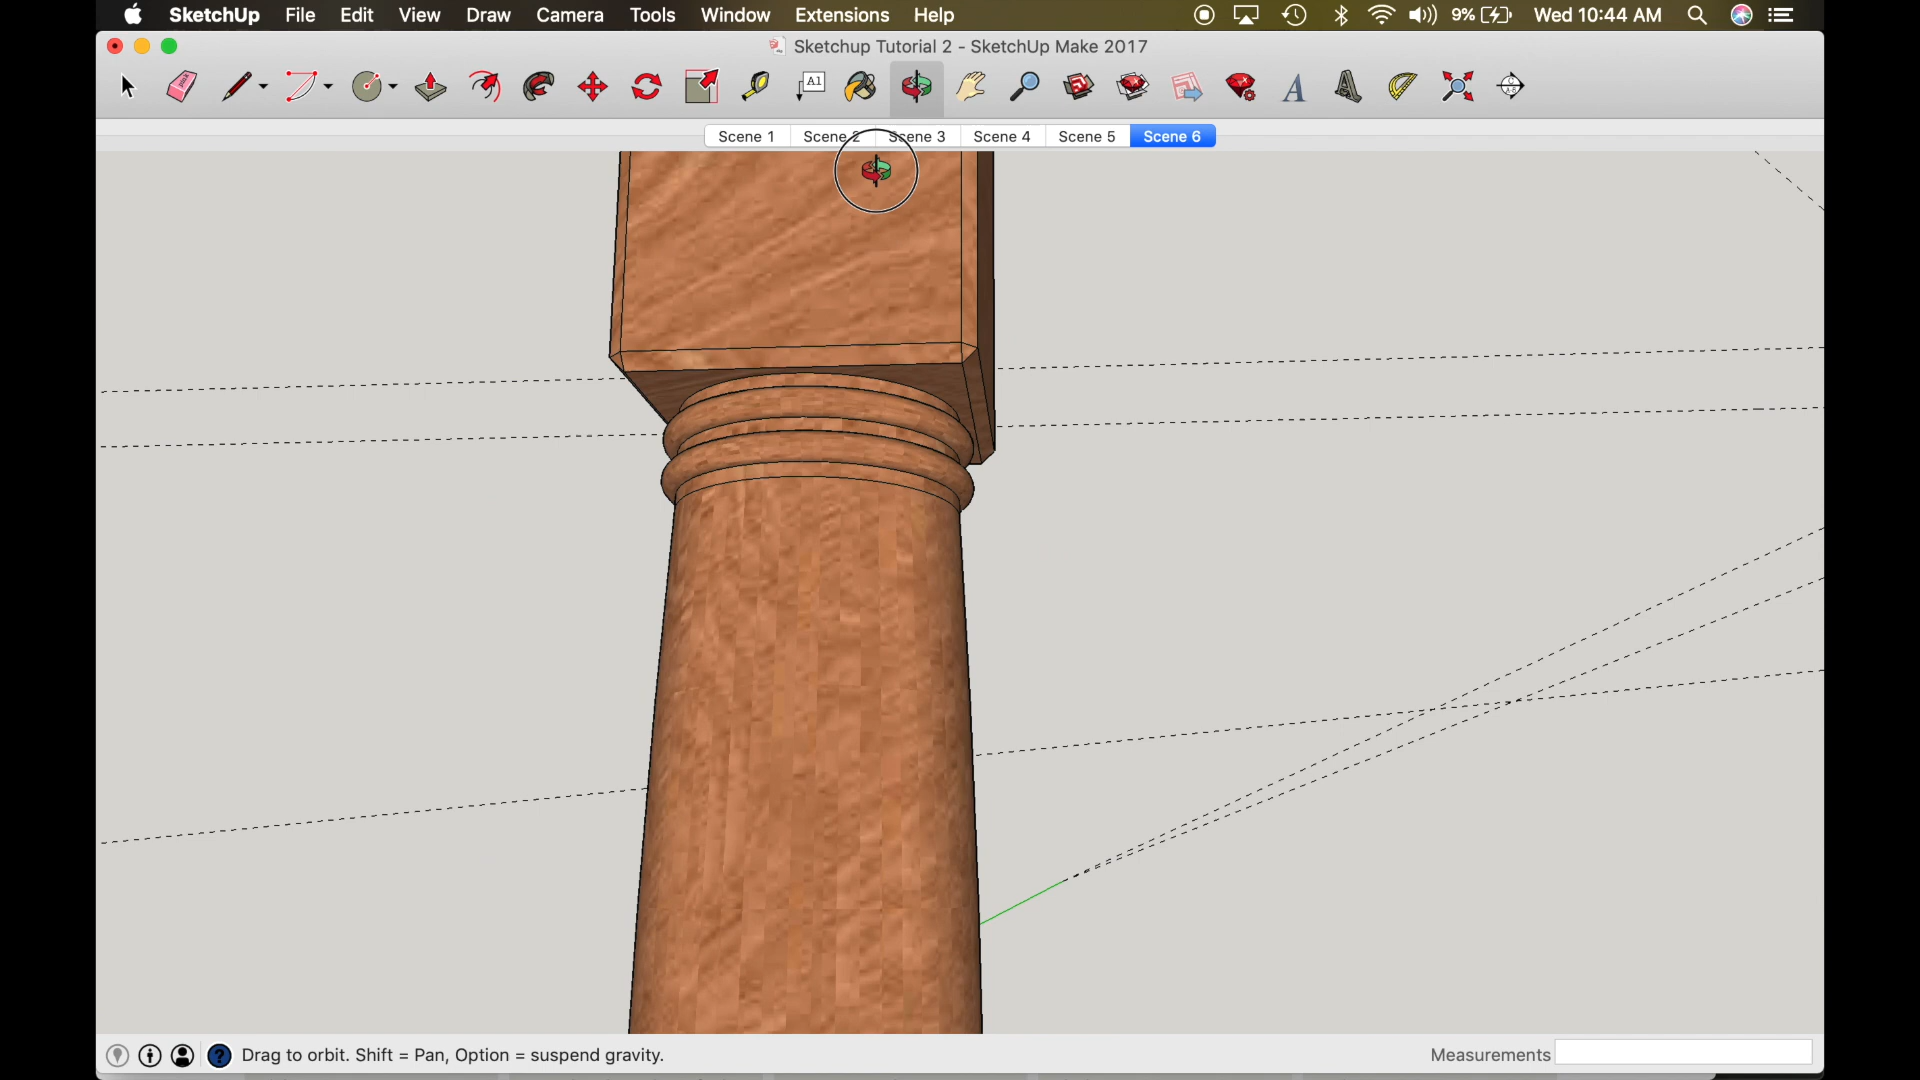 SketchUp File Edit View Draw Camera Tools Window Extensions Help 9% Wed 10:44 AM
Sketchup Tutorial 2 - SketchUp Make 2017
A1 A
Scene 1 Scene 2 Scene 3 Scene 4 Scene 5 Scene 6
Drag to orbit. Shift = Pan, Option = suspend gravity. Measurements